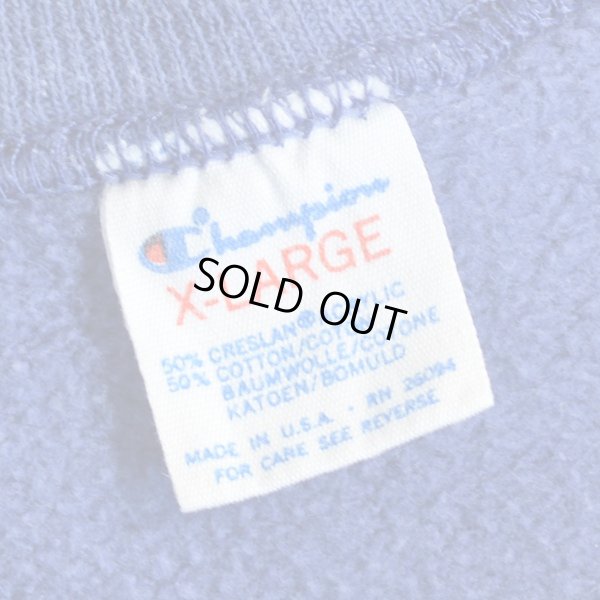 Champion
X-LARGE
SOLD OUT
50% CRESLAN® ACRYLIC
50% COTTON/COTON
BAUMWOLLE/COTONE
KATOEN/BOMULD
MADE IN U.S.A. - RN 26094
FOR CARE SEE REVERSE